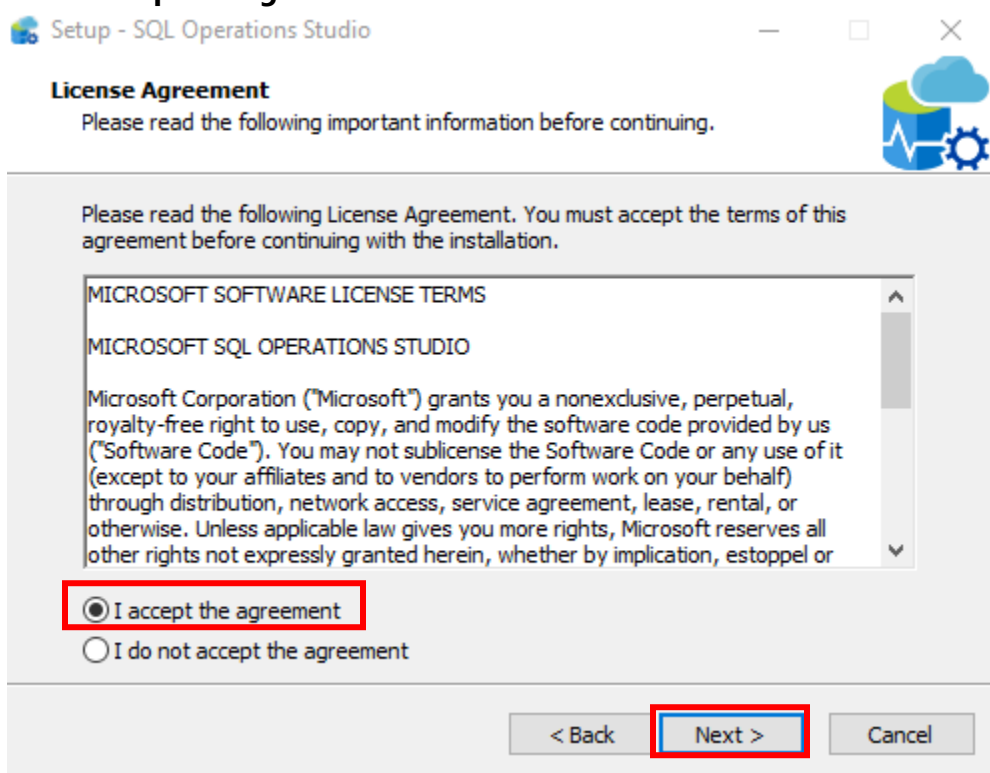 Setup - SQL Operations Studio
License Agreement
Please read the following important information before continuing.
Please read the following License Agreement. You must accept the terms of this
agreement before continuing with the installation.
MICROSOFT SOFTWARE LICENSE TERMS
MICROSOFT SQL OPERATIONS STUDIO
Microsoft Corporation ("Microsoft") grants you a nonexclusive, perpetual,
royalty-free right to use, copy, and modify the software code provided by us
("Software Code"). You may not sublicense the Software Code or any use of it
(except to your affiliates and to vendors to perform work on your behalf)
through distribution, network access, service agreement, lease, rental, or
otherwise. Unless applicable law gives you more rights, Microsoft reserves all
other rights not expressly granted herein, whether by implication, estoppel or
I accept the agreement
I do not accept the agreement
< Back Next > Cancel